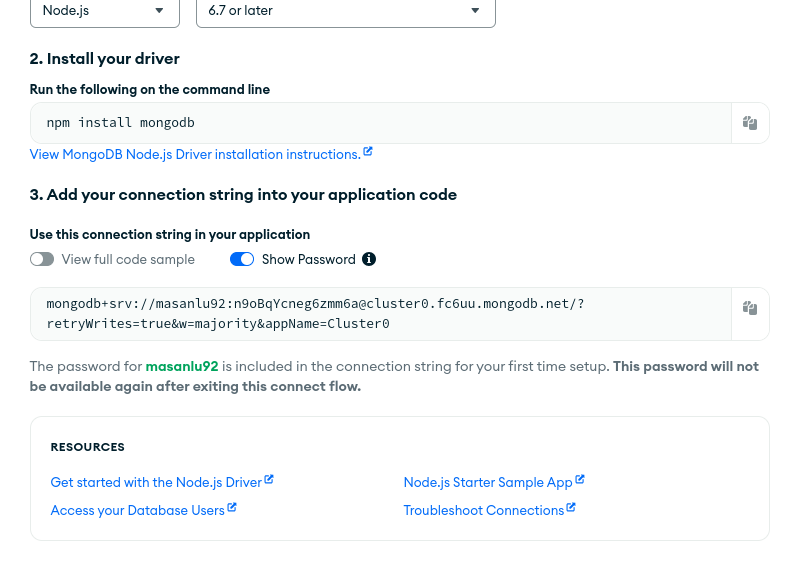 Node.js
6.7 or later
2. Install your driver
Run the following on the command line
npm install mongodb
View MongoDB Node.js Driver installation instructions.
3. Add your connection string into your application code
Use this connection string in your application
View full code sample
Show Password
mongodb+srv://masanlu92:n9oBqYcneg6zmm6a@cluster0.fc6uu.mongodb.net/?
retryWrites=true&w=majority&appName=Cluster0
The password for masanlu92 is included in the connection string for your first time setup. This password will not
be available again after exiting this connect flow.
RESOURCES
Get started with the Node.js Driver
Node.js Starter Sample App
Access your Database Users
Troubleshoot Connections